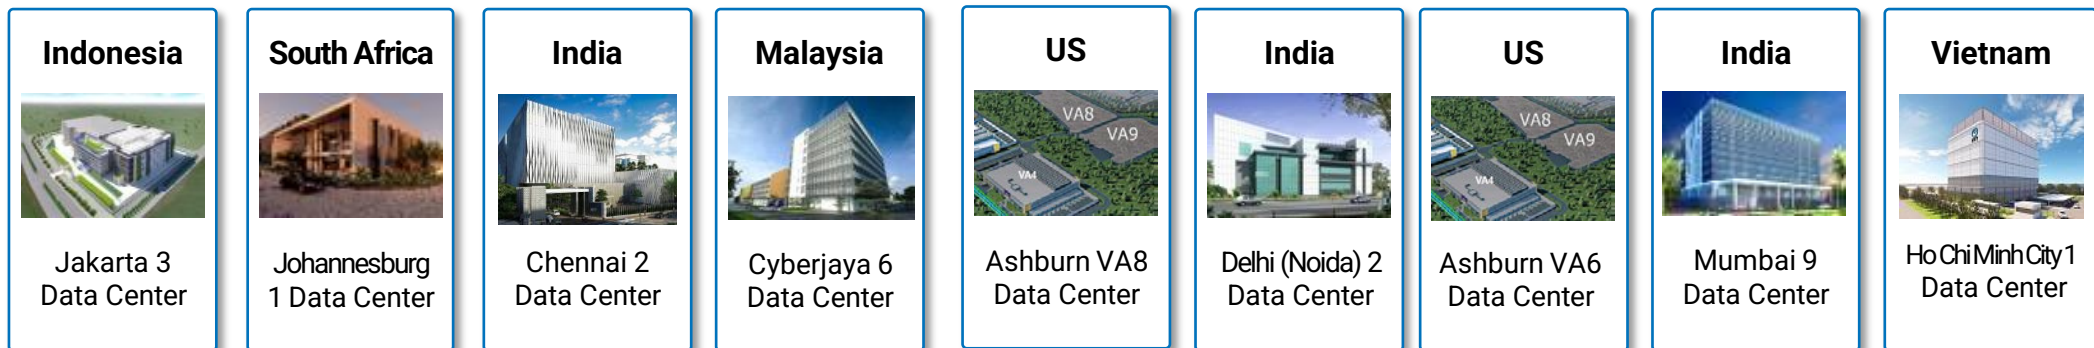 Indonesia
Jakarta 3
Data Center
South Africa
Johannesburg
1 Data Center
India
Chennai 2
Data Center
Malaysia
Cyberjaya 6
Data Center
US
VA8
VA9
VA4
Ashburn VA8
Data Center
India
Delhi (Noida) 2
Data Center
US
VA8
VA9
VA4
Ashburn VA6
Data Center
India
Mumbai 9
Data Center
Vietnam
Ho Chi Minh City 1
Data Center